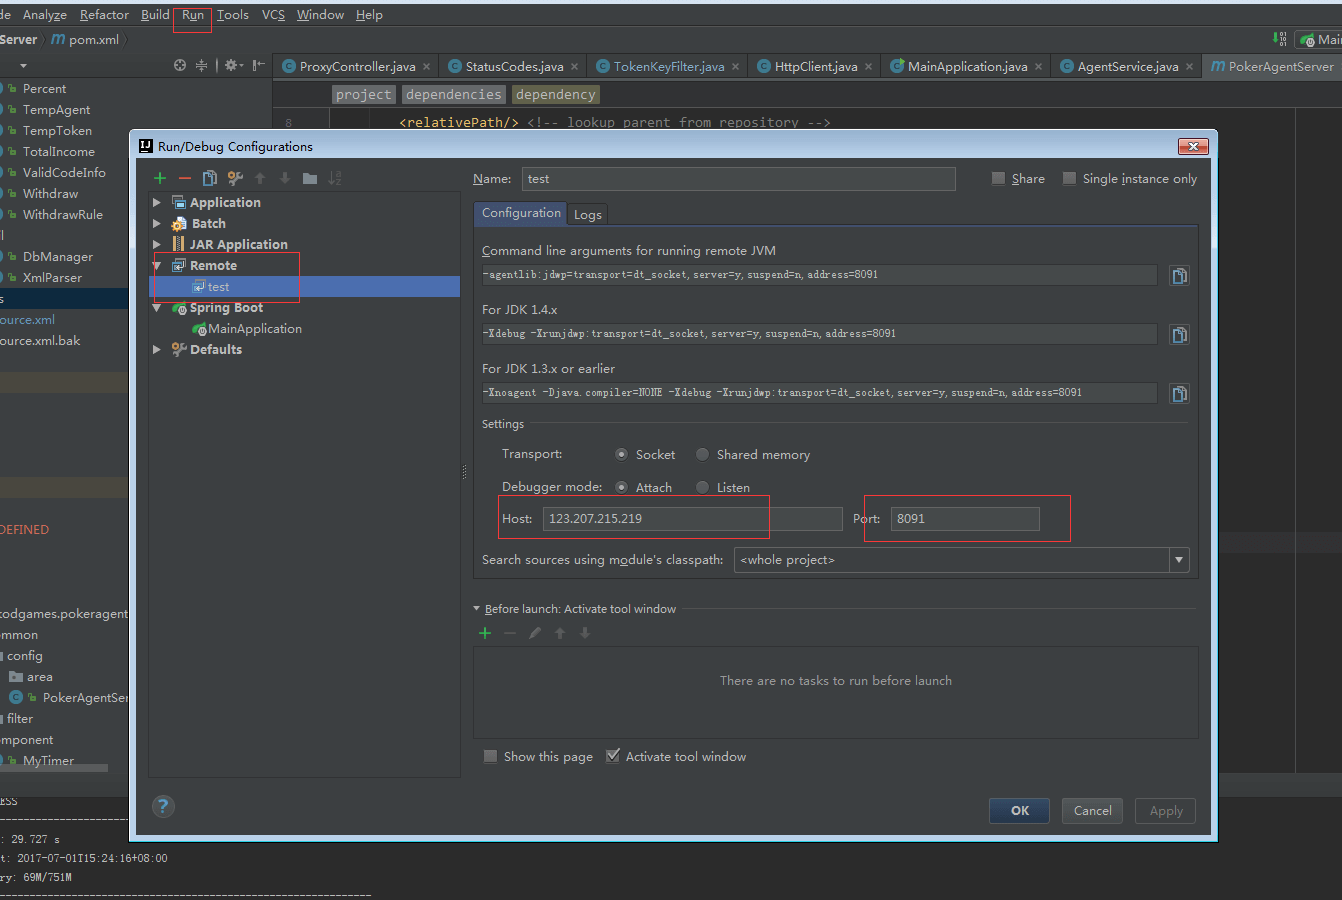 de Analyze Refactor Build Run Tools VCS Window Help
Server m pom.xml Main
ProxyController.java StatusCodes.java TokenKeyFilter.java HttpClient.java MainApplication.java AgentService.java m PokerAgentServer
project dependencies dependency
8 <relativePath/> <!-- lookup parent from repository -->
Percent
TempAgent
TempToken
TotalIncome
ValidCodeInfo
Withdraw
WithdrawRule
DbManager
XmlParser
s
ource.xml
ource.xml.bak
DEFINED
todgames.pokeragent
mmon
config
area
PokerAgentSer
filter
mponent
MyTimer
Run/Debug Configurations
Application
Batch
JAR Application
Remote
test
Spring Boot
MainApplication
Defaults
Name: test Share Single instance only
Configuration Logs
Command line arguments for running remote JVM
-agentlib:jdwp=transport=dt_socket,server=y,suspend=n,address=8091
For JDK 1.4.x
-Xdebug -Xrunjdwp:transport=dt_socket,server=y,suspend=n,address=8091
For JDK 1.3.x or earlier
-Xnoagent -Djava.compiler=NONE -Xdebug -Xrunjdwp:transport=dt_socket,server=y,suspend=n,address=8091
Settings
Transport: Socket Shared memory
Debugger mode: Attach Listen
Host: 123.207.215.219 Port: 8091
Search sources using module's classpath: <whole project>
Before launch: Activate tool window
There are no tasks to run before launch
Show this page Activate tool window
? OK Cancel Apply
ESS
: 29.727 s
t: 2017-07-01T15:24:16+08:00
ry: 69M/751M